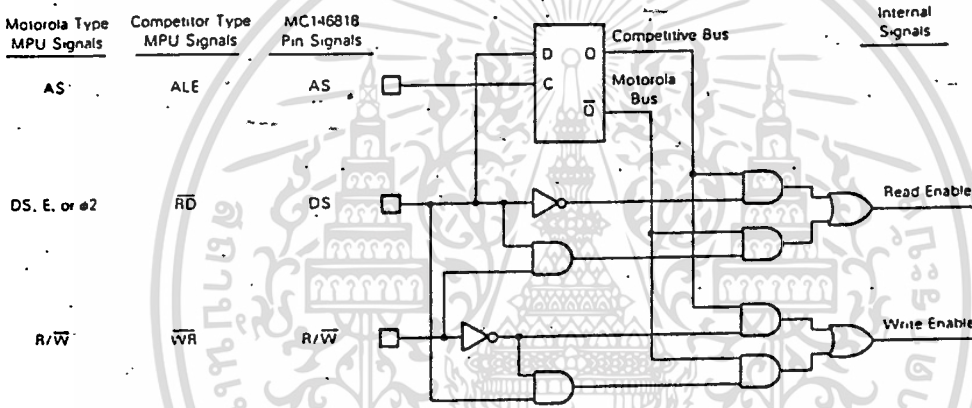 Motorola Type
MPU Signals
Competitor Type
MPU Signals
MC146818
Pin Signals
Internal
Signals
AS
ALE
AS
D
Q
C
Q̅
Competitive Bus
Motorola
Bus
DS, E, or ø2
R̅D̅
DS
Read Enable
R/W̅
W̅R̅
R/W̅
Write Enable